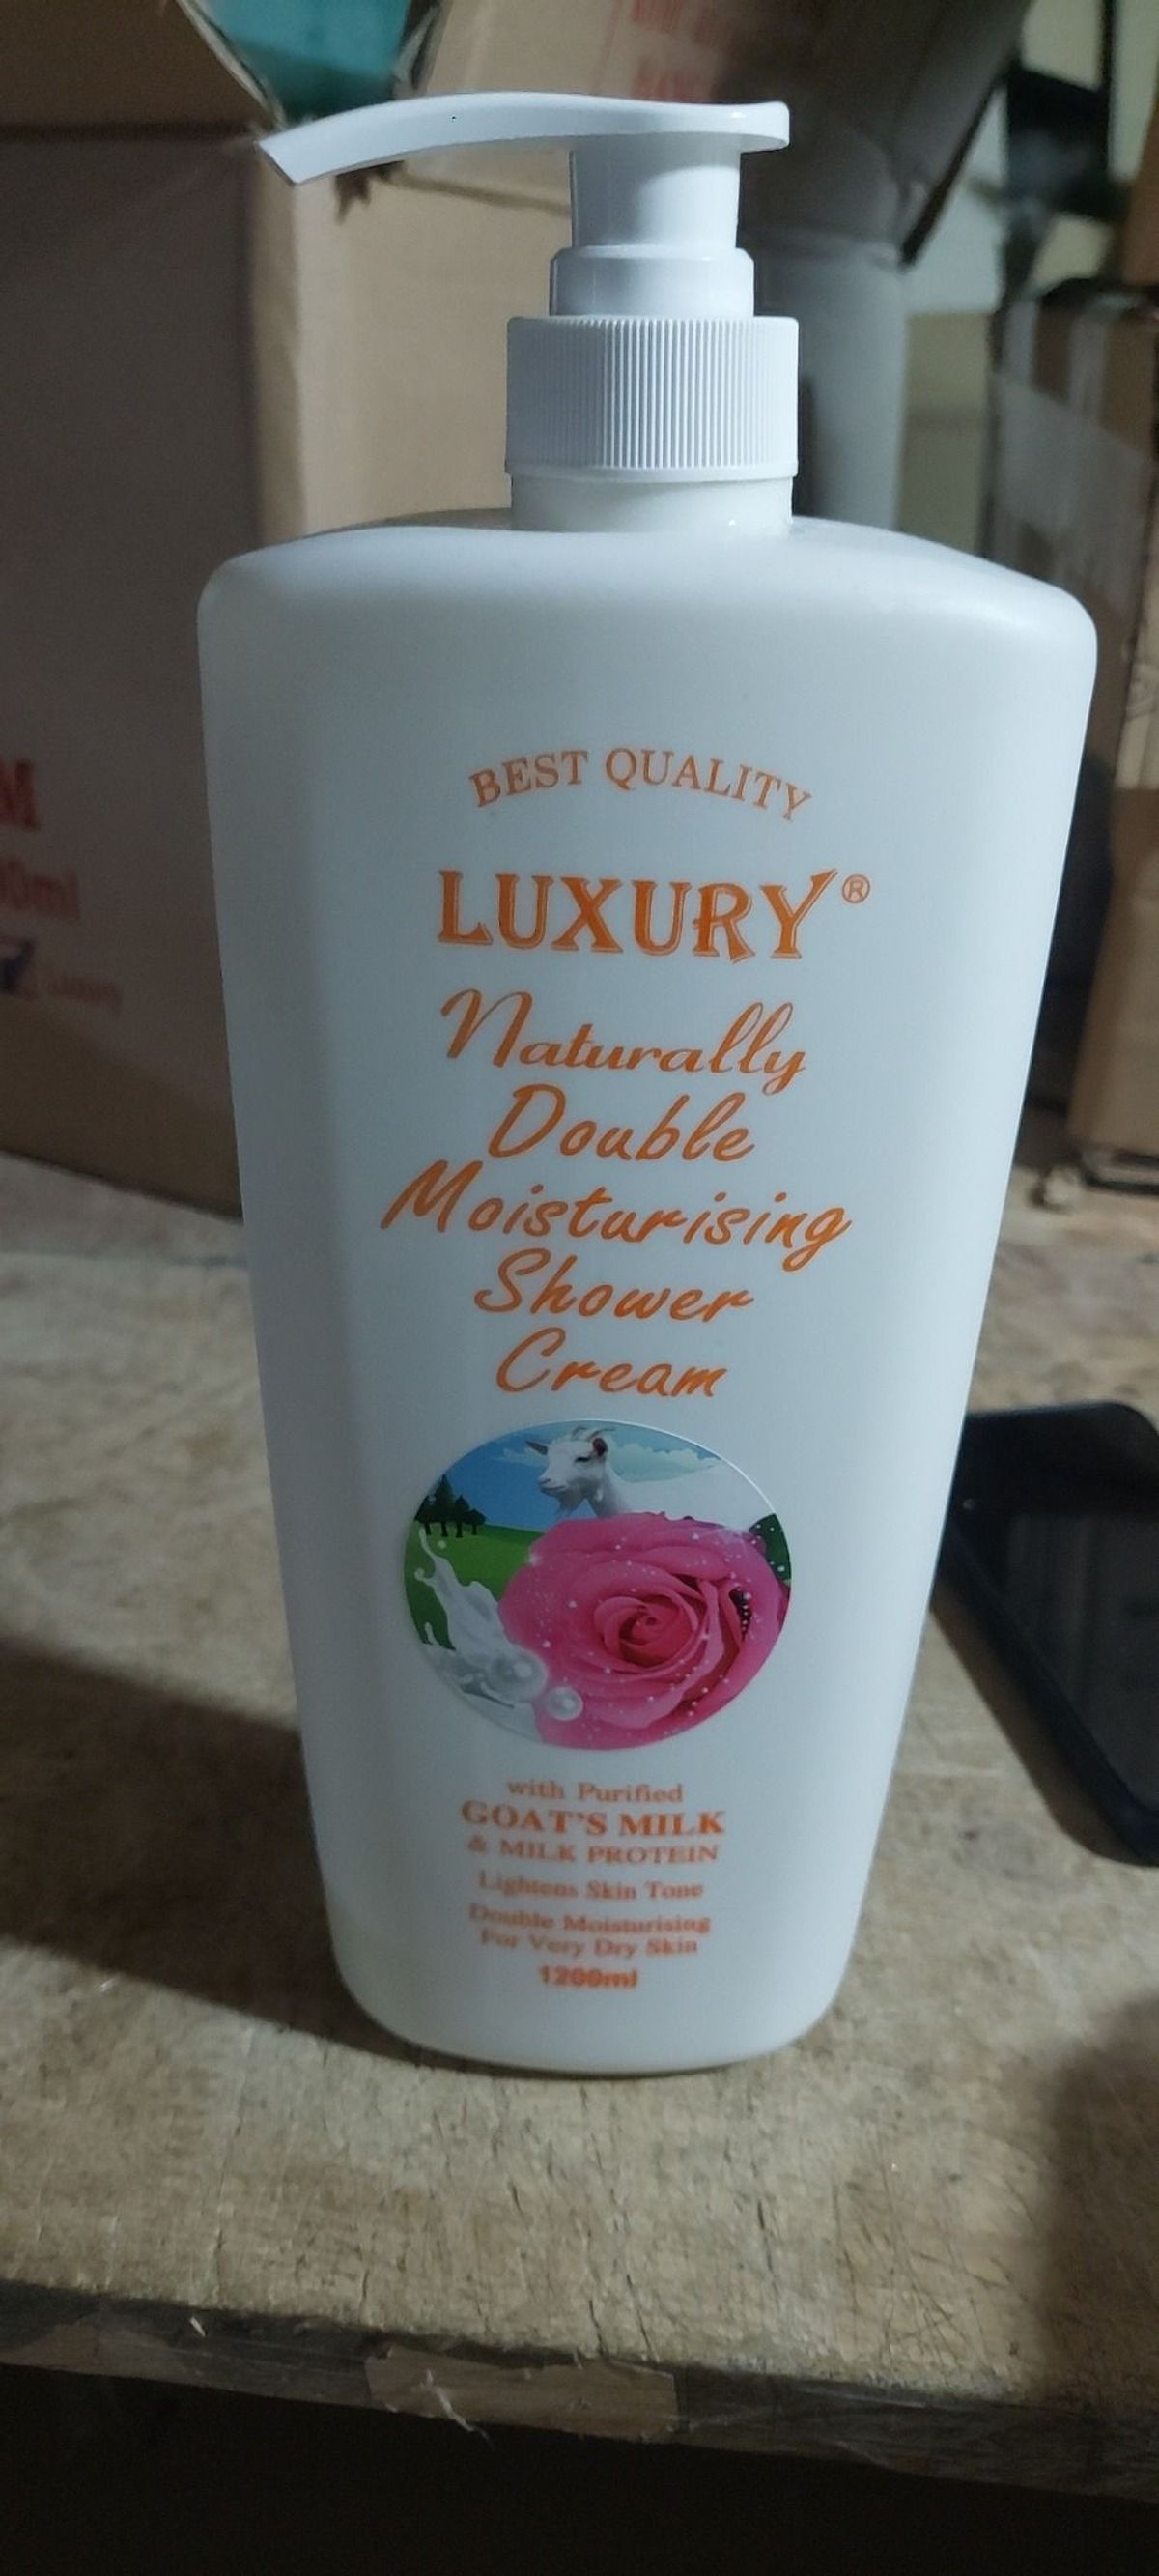 BEST QUALITY
LUXURY®
Naturally
Double
Moisturising
Shower
Cream
with Purified
GOAT'S MILK
& MILK PROTEIN
Lightens Skin Tone
Double Moisturising
For Very Dry Skin
1200ml
Luxury